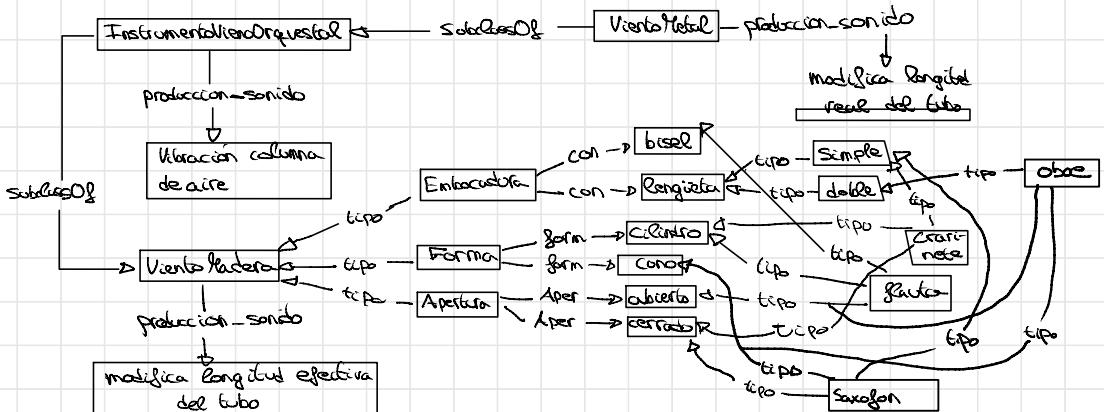 InstrumentoVienoOrquestal
subclassOf
VientoMetal
produccion_sonido
modifica longitud
real del tubo
produccion_sonido
Vibración columna
de aire
subclassOf
bisel
con
Embocadura
con
lengüeta
tipo
simple
tipo
doble
tipo
oboe
tipo
tipo
VientoMadera
tipo
Forma
form
cilindro
form
cono
tipo
Clari-
nete
tipo
tipo
flauta
tipo
Apertura
Aper
abierto
tipo
Aper
cerrado
tipo
produccion_sonido
modifica longitud efectiva
del tubo
tipo
tipo
tipo
tipo
Saxofon